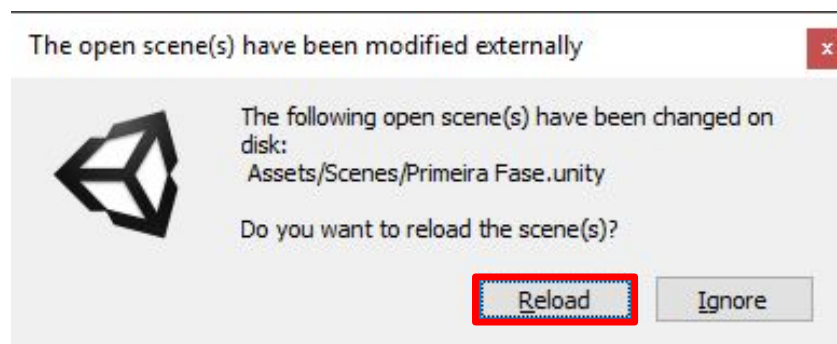 The open scene(s) have been modified externally
x
The following open scene(s) have been changed on
disk:
Assets/Scenes/Primeira Fase.unity
Do you want to reload the scene(s)?
Reload
Ignore